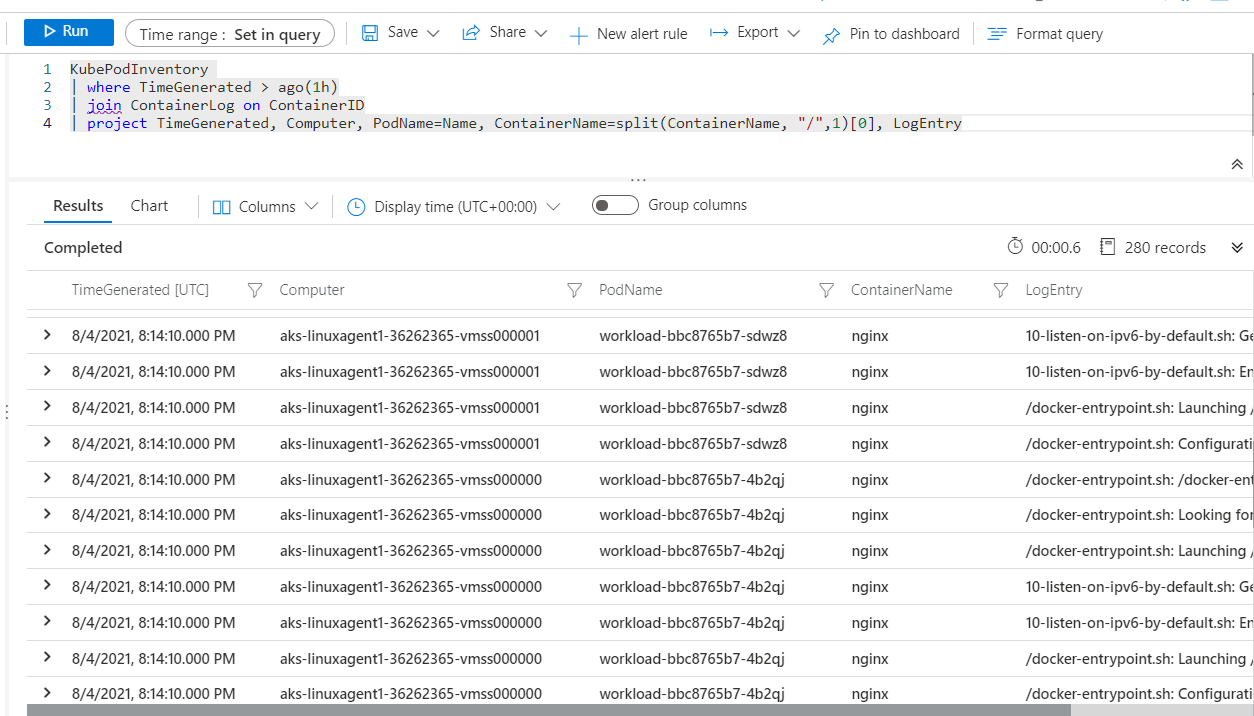 Run
Time range : Set in query
Save
Share
New alert rule
Export
Pin to dashboard
Format query
1 KubePodInventory
2 | where TimeGenerated > ago(1h)
3 | join ContainerLog on ContainerID
4 | project TimeGenerated, Computer, PodName=Name, ContainerName=split(ContainerName, "/",1)[0], LogEntry
...
Results Chart Columns Display time (UTC+00:00) Group columns
Completed 00:00.6 280 records
TimeGenerated [UTC] Computer PodName ContainerName LogEntry
8/4/2021, 8:14:10.000 PM aks-linuxagent1-36262365-vmss000001 workload-bbc8765b7-sdwz8 nginx 10-listen-on-ipv6-by-default.sh: Ge
8/4/2021, 8:14:10.000 PM aks-linuxagent1-36262365-vmss000001 workload-bbc8765b7-sdwz8 nginx 10-listen-on-ipv6-by-default.sh: En
8/4/2021, 8:14:10.000 PM aks-linuxagent1-36262365-vmss000001 workload-bbc8765b7-sdwz8 nginx /docker-entrypoint.sh: Launching /
8/4/2021, 8:14:10.000 PM aks-linuxagent1-36262365-vmss000001 workload-bbc8765b7-sdwz8 nginx /docker-entrypoint.sh: Configurati
8/4/2021, 8:14:10.000 PM aks-linuxagent1-36262365-vmss000000 workload-bbc8765b7-4b2qj nginx /docker-entrypoint.sh: /docker-ent
8/4/2021, 8:14:10.000 PM aks-linuxagent1-36262365-vmss000000 workload-bbc8765b7-4b2qj nginx /docker-entrypoint.sh: Looking for
8/4/2021, 8:14:10.000 PM aks-linuxagent1-36262365-vmss000000 workload-bbc8765b7-4b2qj nginx /docker-entrypoint.sh: Launching /
8/4/2021, 8:14:10.000 PM aks-linuxagent1-36262365-vmss000000 workload-bbc8765b7-4b2qj nginx 10-listen-on-ipv6-by-default.sh: Ge
8/4/2021, 8:14:10.000 PM aks-linuxagent1-36262365-vmss000000 workload-bbc8765b7-4b2qj nginx 10-listen-on-ipv6-by-default.sh: En
8/4/2021, 8:14:10.000 PM aks-linuxagent1-36262365-vmss000000 workload-bbc8765b7-4b2qj nginx /docker-entrypoint.sh: Launching /
8/4/2021, 8:14:10.000 PM aks-linuxagent1-36262365-vmss000000 workload-bbc8765b7-4b2qj nginx /docker-entrypoint.sh: Configurati